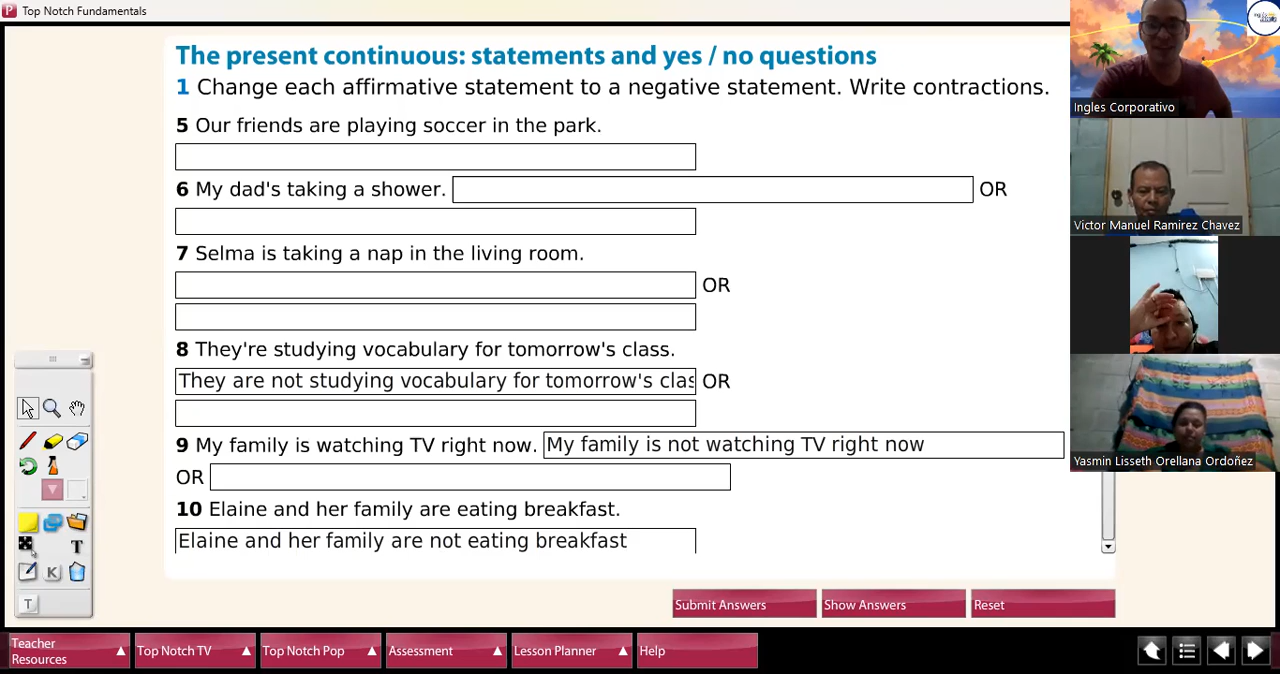 Top Notch Fundamentals
The present continuous: statements and yes / no questions
1 Change each affirmative statement to a negative statement. Write contractions.
5 Our friends are playing soccer in the park.
6 My dad's taking a shower. OR
7 Selma is taking a nap in the living room.
OR
8 They're studying vocabulary for tomorrow's class.
They are not studying vocabulary for tomorrow's clas OR
9 My family is watching TV right now. My family is not watching TV right now
OR
10 Elaine and her family are eating breakfast.
Elaine and her family are not eating breakfast
Submit Answers
Show Answers
Reset
Teacher Resources
Top Notch TV
Top Notch Pop
Assessment
Lesson Planner
Help
T
K
T
Ingles Corporativo
Victor Manuel Ramirez Chavez
Yasmin Lisseth Orellana Ordoñez